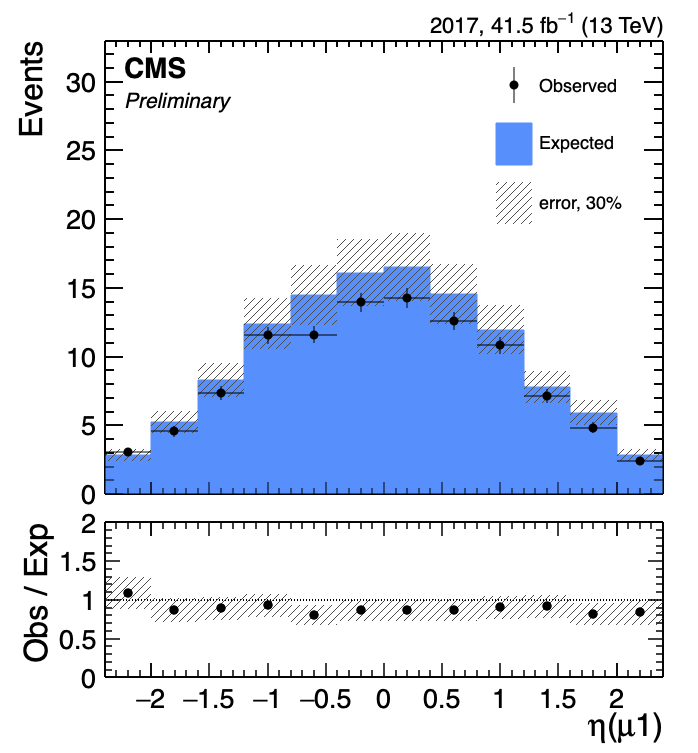 2017, 41.5 fb⁻¹ (13 TeV)
CMS
Preliminary
Observed
Expected
error, 30%
Events
30
25
20
15
10
5
0
Obs / Exp
2
1.5
1
0.5
0
−2 −1.5 −1 −0.5 0 0.5 1 1.5 2
η(μ1)